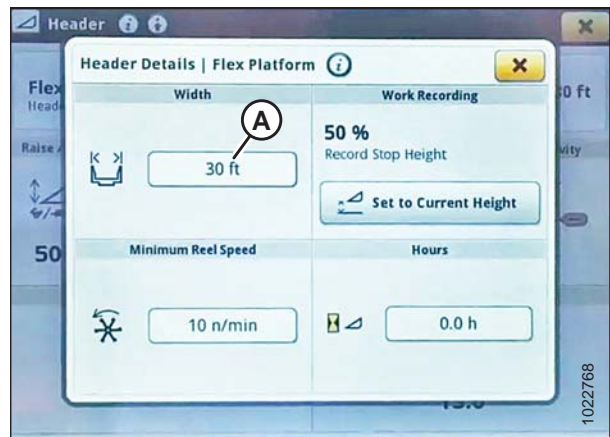 Header
Header Details | Flex Platform
Flex
Head
0 ft
Width
Work Recording
A
50 %
Record Stop Height
Raise
vity
30 ft
Set to Current Height
50
Minimum Reel Speed
Hours
10 n/min
0.0 h
1022768